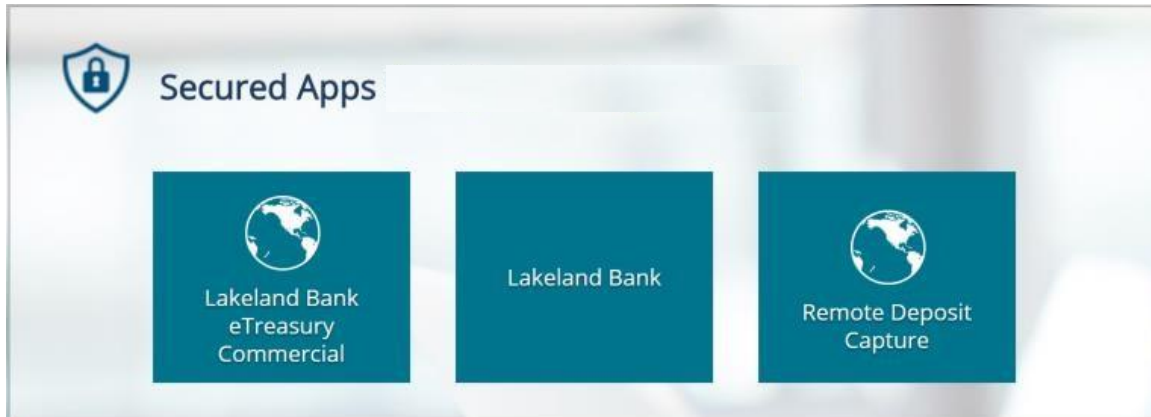 Secured Apps
Lakeland Bank
eTreasury
Commercial
Lakeland Bank
Remote Deposit
Capture